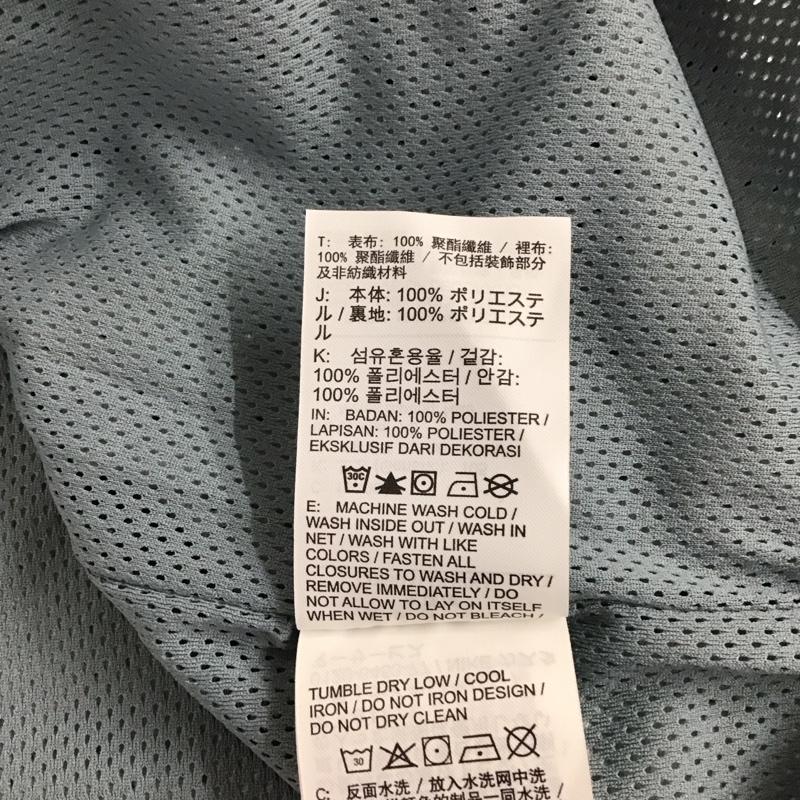 T: 表布: 100% 聚酯纖維 / 裡布:
100% 聚酯纖維 / 不包括裝飾部分
及非紡織材料
J: 本体: 100% ポリエステ
ル / 裏地: 100% ポリエステ
ル
K: 섬유혼용율 / 겉감:
100% 폴리에스터 / 안감:
100% 폴리에스터
IN: BADAN: 100% POLIESTER /
LAPISAN: 100% POLIESTER /
EKSKLUSIF DARI DEKORASI
30C
E: MACHINE WASH COLD /
WASH INSIDE OUT / WASH IN
NET / WASH WITH LIKE
COLORS / FASTEN ALL
CLOSURES TO WASH AND DRY /
REMOVE IMMEDIATELY / DO
NOT ALLOW TO LAY ON ITSELF
WHEN WET / DO NOT BLEACH /
TUMBLE DRY LOW / COOL
IRON / DO NOT IRON DESIGN /
DO NOT DRY CLEAN
30
C: 反面水洗 / 放入水洗网中洗
同一水洗 /